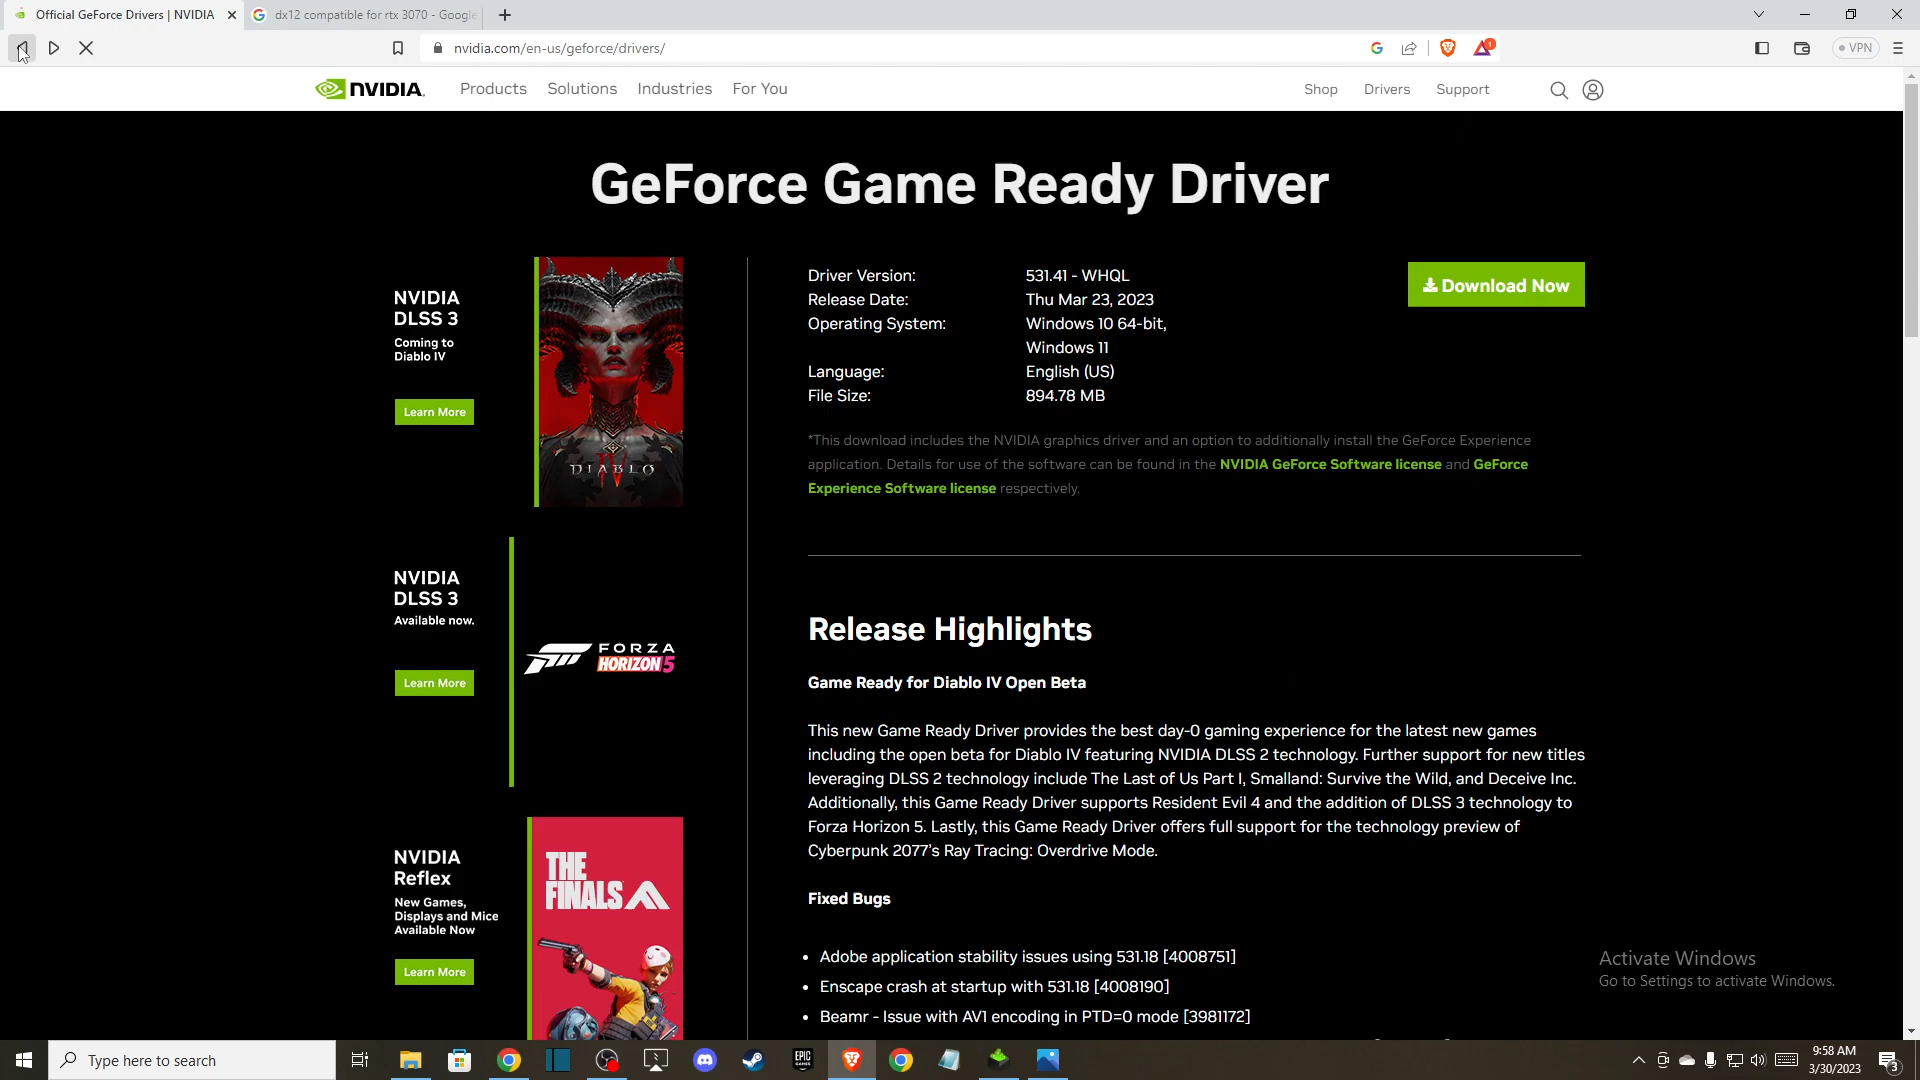 Official GeForce Drivers | NVIDIA
dx12 compatible for rtx 3070 - Google
nvidia.com/en-us/geforce/drivers/
1
VPN
NVIDIA.
Products
Solutions
Industries
For You
Shop
Drivers
Support
GeForce Game Ready Driver
NVIDIA
DLSS 3
Coming to
Diablo IV
Learn More
DIABLO
IV
Driver Version: 531.41 - WHQL
Release Date: Thu Mar 23, 2023
Operating System: Windows 10 64-bit,
Windows 11
Language: English (US)
File Size: 894.78 MB
Download Now
*This download includes the NVIDIA graphics driver and an option to additionally install the GeForce Experience
application. Details for use of the software can be found in the NVIDIA GeForce Software license and GeForce
Experience Software license respectively.
NVIDIA
DLSS 3
Available now.
Learn More
FORZA
HORIZON 5
Release Highlights
Game Ready for Diablo IV Open Beta
This new Game Ready Driver provides the best day-0 gaming experience for the latest new games
including the open beta for Diablo IV featuring NVIDIA DLSS 2 technology. Further support for new titles
leveraging DLSS 2 technology include The Last of Us Part I, Smalland: Survive the Wild, and Deceive Inc.
Additionally, this Game Ready Driver supports Resident Evil 4 and the addition of DLSS 3 technology to
Forza Horizon 5. Lastly, this Game Ready Driver offers full support for the technology preview of
Cyberpunk 2077's Ray Tracing: Overdrive Mode.
NVIDIA
Reflex
New Games,
Displays and Mice
Available Now
Learn More
THE
FINALS
Fixed Bugs
• Adobe application stability issues using 531.18 [4008751]
• Enscape crash at startup with 531.18 [4008190]
• Beamr - Issue with AV1 encoding in PTD=0 mode [3981172]
Activate Windows
Go to Settings to activate Windows.
Type here to search
EPIC
GAMES
9:58 AM
3/30/2023
3